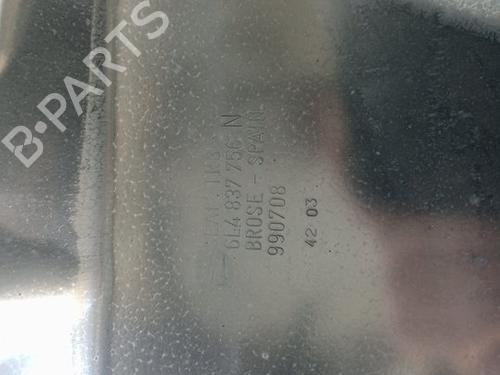 B-PARTS
6L4 837 756 N
BROSE - SPAIN
990708
42 03